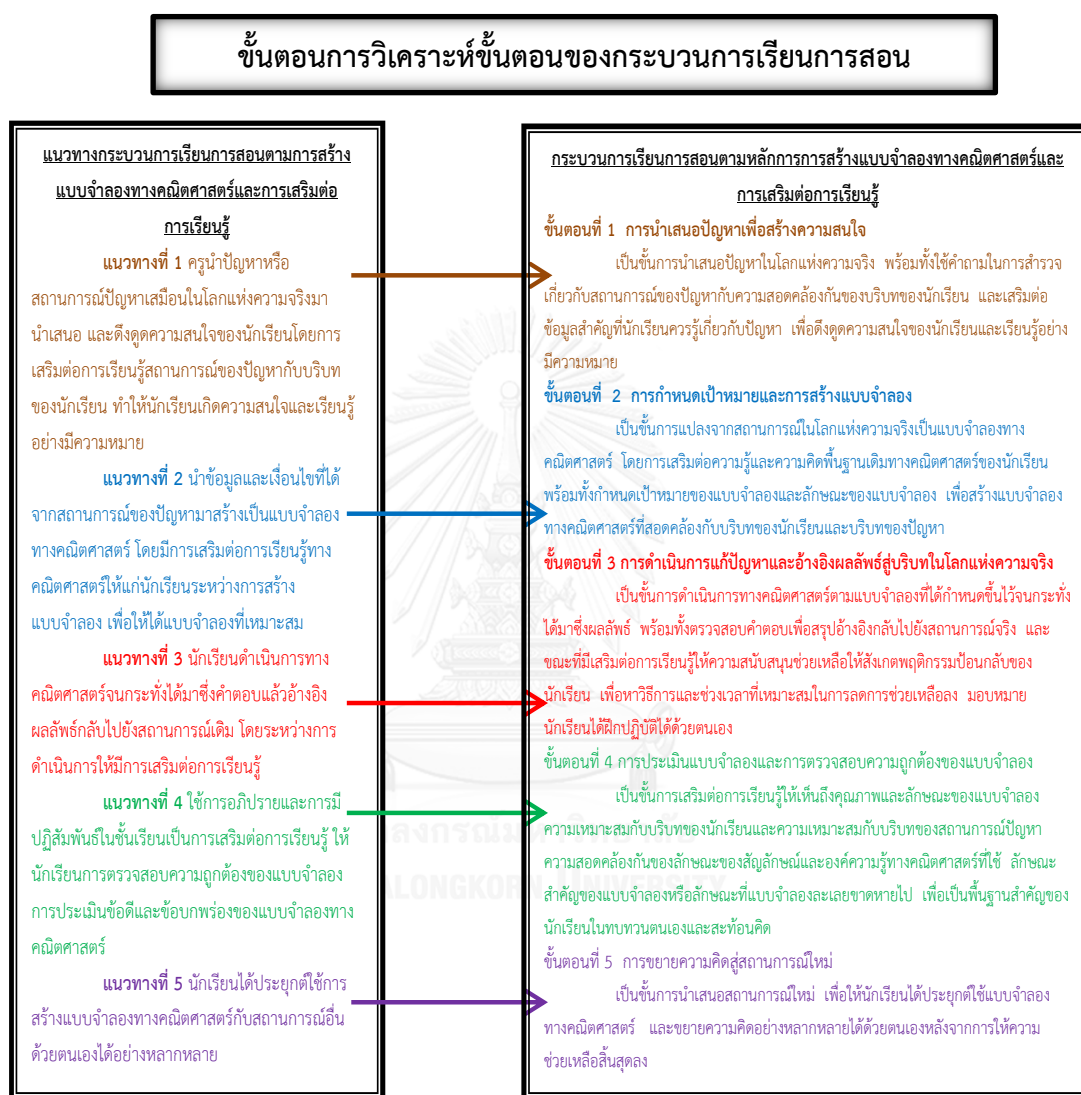 ขั้นตอนการวิเคราะห์ขั้นตอนของกระบวนการเรียนการสอน
แนวทางกระบวนการเรียนการสอนตามการสร้าง
แบบจำลองทางคณิตศาสตร์และการเสริมต่อ
การเรียนรู้
แนวทางที่ 1 ครูนำปัญหาหรือ
สถานการณ์ปัญหาเสมือนในโลกแห่งความจริงมา
นำเสนอ และดึงดูดความสนใจของนักเรียนโดยการ
เสริมต่อการเรียนรู้สถานการณ์ของปัญหากับบริบท
ของนักเรียน ทำให้นักเรียนเกิดความสนใจและเรียนรู้
อย่างมีความหมาย
แนวทางที่ 2 นำข้อมูลและเงื่อนไขที่ได้
จากสถานการณ์ของปัญหามาสร้างเป็นแบบจำลอง
ทางคณิตศาสตร์ โดยมีการเสริมต่อการเรียนรู้ทาง
คณิตศาสตร์ให้แก่นักเรียนระหว่างการสร้าง
แบบจำลอง เพื่อให้ได้แบบจำลองที่เหมาะสม
แนวทางที่ 3 นักเรียนดำเนินการทาง
คณิตศาสตร์จนกระทั่งได้มาซึ่งคำตอบแล้วอ้างอิง
ผลลัพธ์กลับไปยังสถานการณ์เดิม โดยระหว่างการ
ดำเนินการให้มีการเสริมต่อการเรียนรู้
แนวทางที่ 4 ใช้การอภิปรายและการมี
ปฏิสัมพันธ์ในชั้นเรียนเป็นการเสริมต่อการเรียนรู้ ให้
นักเรียนการตรวจสอบความถูกต้องของแบบจำลอง
การประเมินข้อดีและข้อบกพร่องของแบบจำลองทาง
คณิตศาสตร์
แนวทางที่ 5 นักเรียนได้ประยุกต์ใช้การ
สร้างแบบจำลองทางคณิตศาสตร์กับสถานการณ์อื่น
ด้วยตนเองได้อย่างหลากหลาย
กระบวนการเรียนการสอนตามหลักการการสร้างแบบจำลองทางคณิตศาสตร์และ
การเสริมต่อการเรียนรู้
ขั้นตอนที่ 1 การนำเสนอปัญหาเพื่อสร้างความสนใจ
เป็นขั้นการนำเสนอปัญหาในโลกแห่งความจริง พร้อมทั้งใช้คำถามในการสำรวจ
เกี่ยวกับสถานการณ์ของปัญหากับความสอดคล้องกันของบริบทของนักเรียน และเสริมต่อ
ข้อมูลสำคัญที่นักเรียนควรรู้เกี่ยวกับปัญหา เพื่อดึงดูดความสนใจของนักเรียนและเรียนรู้อย่าง
มีความหมาย
ขั้นตอนที่ 2 การกำหนดเป้าหมายและการสร้างแบบจำลอง
เป็นขั้นการแปลงจากสถานการณ์ในโลกแห่งความจริงเป็นแบบจำลองทาง
คณิตศาสตร์ โดยการเสริมต่อความรู้และความคิดพื้นฐานเดิมทางคณิตศาสตร์ของนักเรียน
พร้อมทั้งกำหนดเป้าหมายของแบบจำลองและลักษณะของแบบจำลอง เพื่อสร้างแบบจำลอง
ทางคณิตศาสตร์ที่สอดคล้องกับบริบทของนักเรียนและบริบทของปัญหา
ขั้นตอนที่ 3 การดำเนินการแก้ปัญหาและอ้างอิงผลลัพธ์สู่บริบทในโลกแห่งความจริง
เป็นขั้นการดำเนินการทางคณิตศาสตร์ตามแบบจำลองที่ได้กำหนดขึ้นไว้จนกระทั่ง
ได้มาซึ่งผลลัพธ์ พร้อมทั้งตรวจสอบคำตอบเพื่อสรุปอ้างอิงกลับไปยังสถานการณ์จริง และ
ขณะที่มีเสริมต่อการเรียนรู้ให้ความสนับสนุนช่วยเหลือให้สังเกตพฤติกรรมป้อนกลับของ
นักเรียน เพื่อหาวิธีการและช่วงเวลาที่เหมาะสมในการลดการช่วยเหลือลง มอบหมาย
นักเรียนได้ฝึกปฏิบัติได้ด้วยตนเอง
ขั้นตอนที่ 4 การประเมินแบบจำลองและการตรวจสอบความถูกต้องของแบบจำลอง
เป็นขั้นการเสริมต่อการเรียนรู้ให้เห็นถึงคุณภาพและลักษณะของแบบจำลอง
ความเหมาะสมกับบริบทของนักเรียนและความเหมาะสมกับบริบทของสถานการณ์ปัญหา
ความสอดคล้องกันของลักษณะของสัญลักษณ์และองค์ความรู้ทางคณิตศาสตร์ที่ใช้ ลักษณะ
สำคัญของแบบจำลองหรือลักษณะที่แบบจำลองละเลยขาดหายไป เพื่อเป็นพื้นฐานสำคัญของ
นักเรียนในทบทวนตนเองและสะท้อนคิด
ขั้นตอนที่ 5 การขยายความคิดสู่สถานการณ์ใหม่
เป็นขั้นการนำเสนอสถานการณ์ใหม่ เพื่อให้นักเรียนได้ประยุกต์ใช้แบบจำลอง
ทางคณิตศาสตร์ และขยายความคิดอย่างหลากหลายได้ด้วยตนเองหลังจากการให้ความ
ช่วยเหลือสิ้นสุดลง
ALONGKORN UNIVERSITY